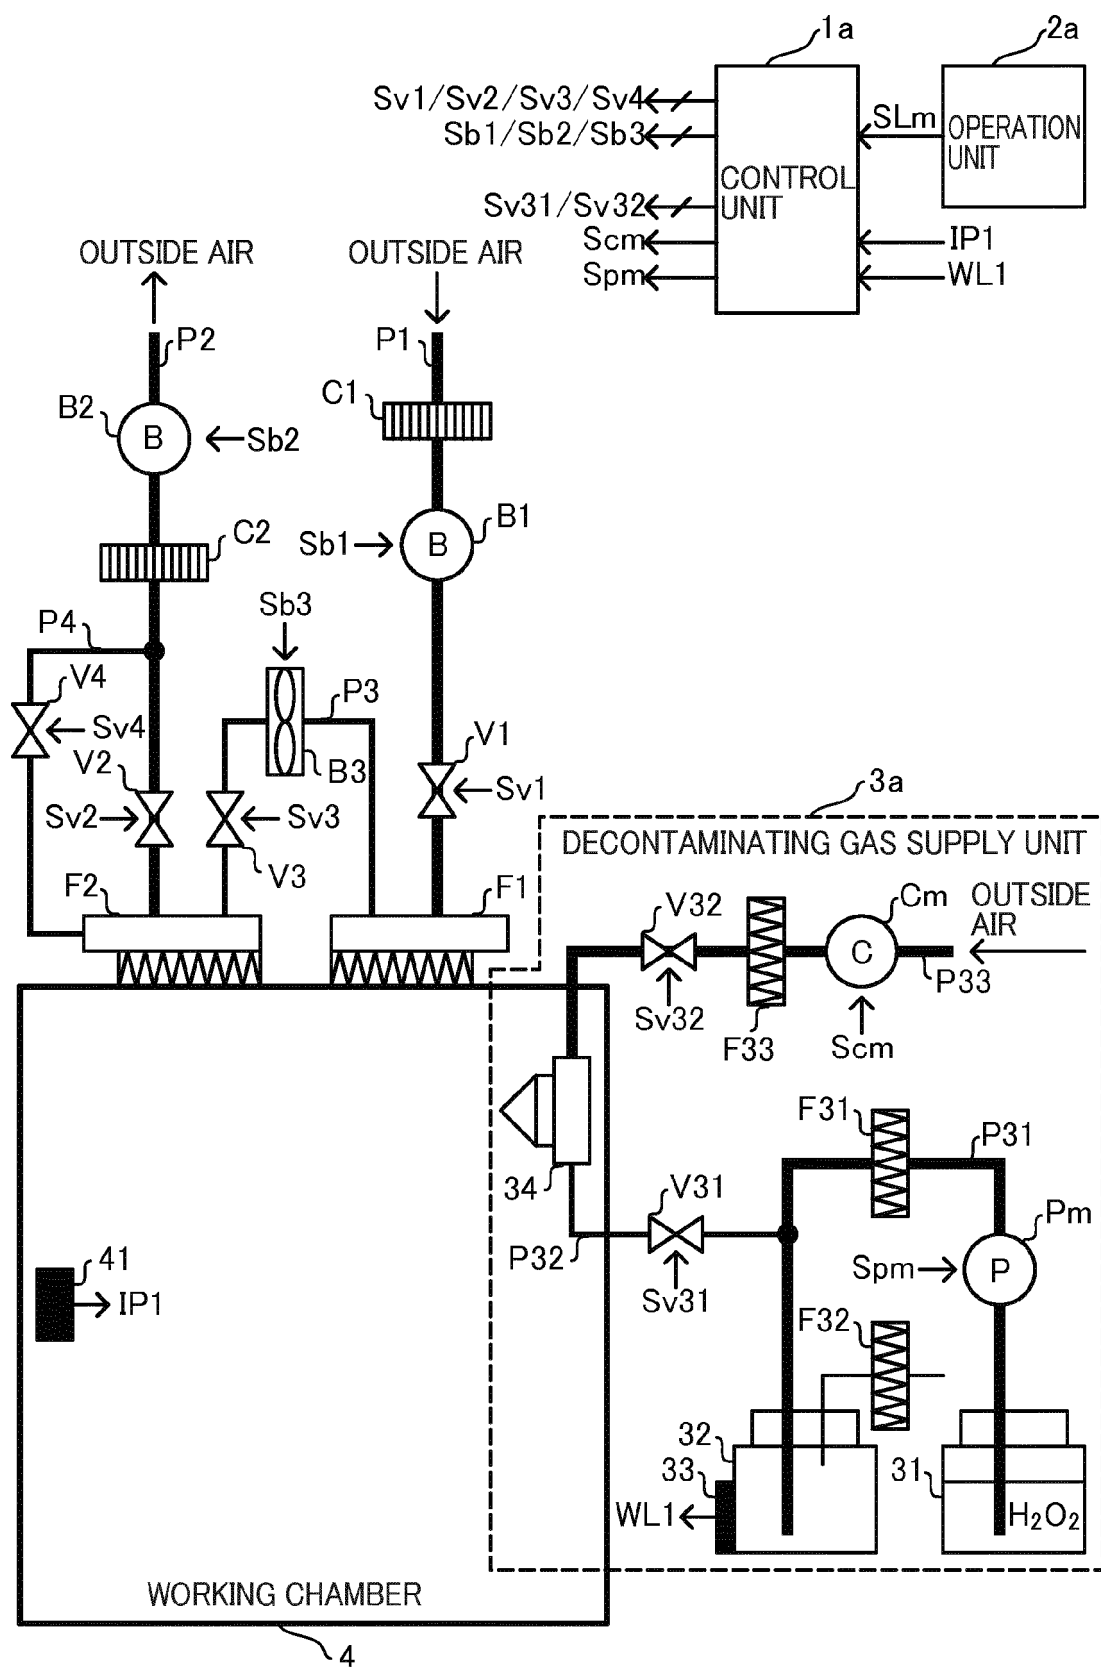 1a
2a
Sv1/Sv2/Sv3/Sv4
SLm
OPERATION
UNIT
Sb1/Sb2/Sb3
CONTROL
UNIT
Sv31/Sv32
Scm
IP1
Spm
WL1
OUTSIDE AIR
OUTSIDE AIR
P2
P1
B2
B
Sb2
C1
C2
Sb1
B
B1
Sb3
P4
V4
P3
Sv4
V1
V2
B3
Sv1
Sv2
Sv3
V3
3a
DECONTAMINATING GAS SUPPLY UNIT
F2
F1
V32
Cm
OUTSIDE
AIR
C
P33
Sv32
F33
Scm
F31
P31
34
V31
Pm
P32
Spm
P
41
IP1
Sv31
F32
32
33
31
WL1
H₂O₂
WORKING CHAMBER
4